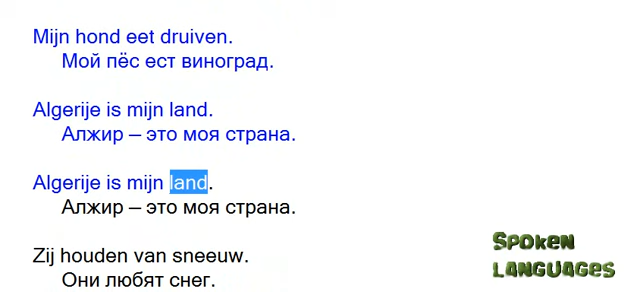 Mijn hond eet druiven.
Мой пёс ест виноград.
Algerije is mijn land.
Алжир — это моя страна.
Algerije is mijn land.
Алжир — это моя страна.
Zij houden van sneeuw.
Они любят снег.
Spoken
Languages